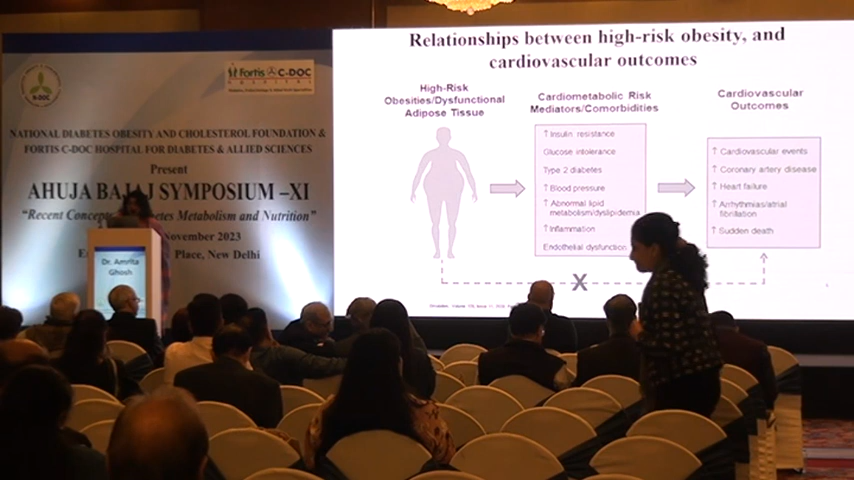 N-DOC
Fortis C-DOC
HOSPITAL
NATIONAL DIABETES OBESITY AND CHOLESTEROL FOUNDATION &
FORTIS C-DOC HOSPITAL FOR DIABETES & ALLIED SCIENCES
Present
AHUJA BAJAJ SYMPOSIUM –XI
"Recent Concep etes Metabolism and Nutrition"
November 2023
Place, New Delhi
Dr. Amrita
Ghosh
Relationships between high-risk obesity, and
cardiovascular outcomes
High-Risk
Obesities/Dysfunctional
Adipose Tissue
Cardiometabolic Risk
Mediators/Comorbidities
↑ Insulin resistance
Glucose intolerance
Type 2 diabetes
↑ Blood pressure
↑ Abnormal lipid
metabolism/dyslipidemia
↑ Inflammation
Endothelial dysfunction
Cardiovascular
Outcomes
↑ Cardiovascular events
↑ Coronary artery disease
↑ Heart failure
↑ Arrhythmias/atrial
fibrillation
↑ Sudden death
X